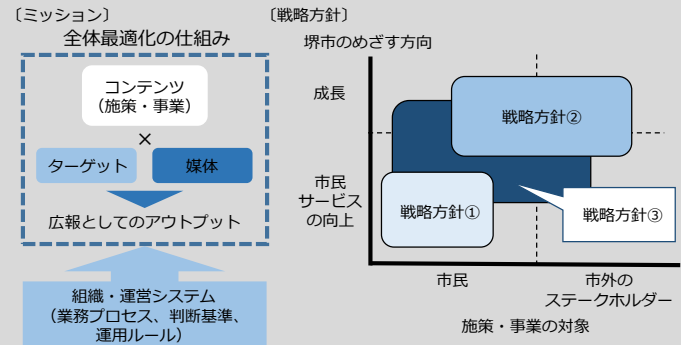 〔ミッション〕
全体最適化の仕組み
コンテンツ
（施策・事業）
×
ターゲット
媒体
広報としてのアウトプット
組織・運営システム
（業務プロセス、判断基準、
運用ルール）
〔戦略方針〕
堺市のめざす方向
成長
戦略方針②
市民
サービス
の向上
戦略方針①
戦略方針③
市民
市外の
ステークホルダー
施策・事業の対象